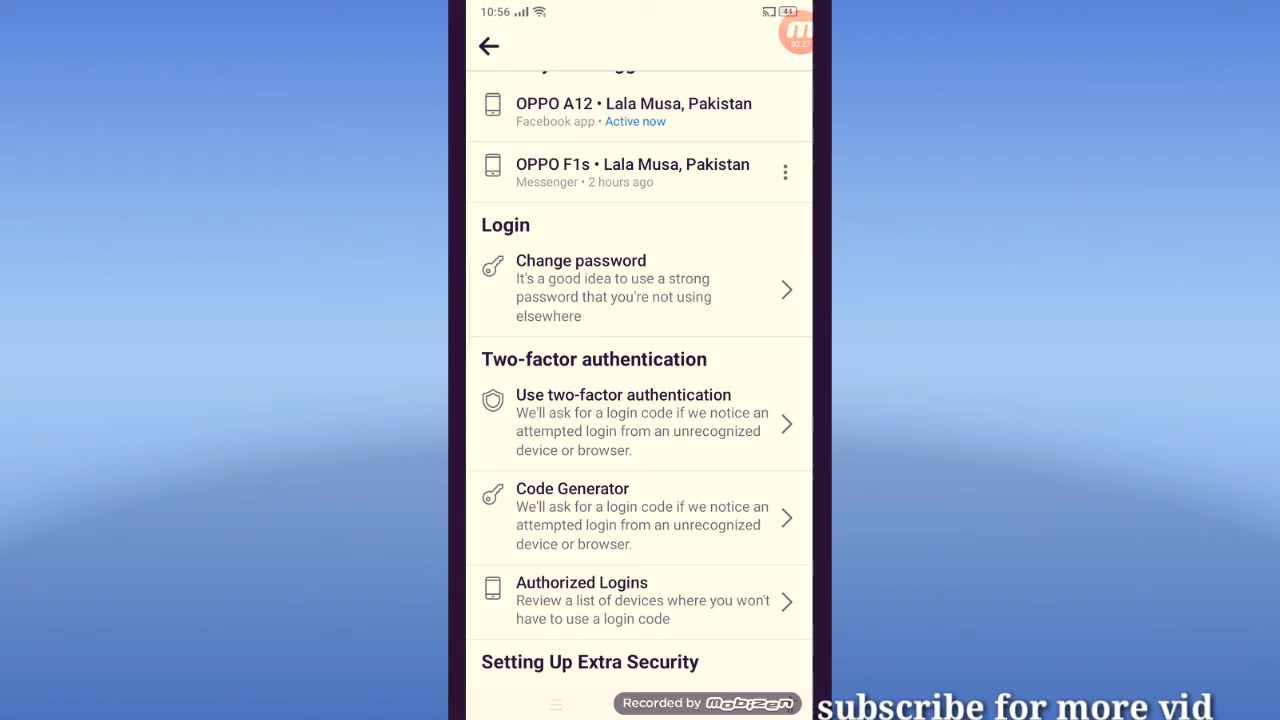 10:56
44
03:27
OPPO A12 • Lala Musa, Pakistan
Facebook app • Active now
OPPO F1s • Lala Musa, Pakistan
Messenger • 2 hours ago
Login
Change password
It's a good idea to use a strong
password that you're not using
elsewhere
Two-factor authentication
Use two-factor authentication
We'll ask for a login code if we notice an
attempted login from an unrecognized
device or browser.
Code Generator
We'll ask for a login code if we notice an
attempted login from an unrecognized
device or browser.
Authorized Logins
Review a list of devices where you won't
have to use a login code
Setting Up Extra Security
Recorded by mobizen
subscribe for more vid